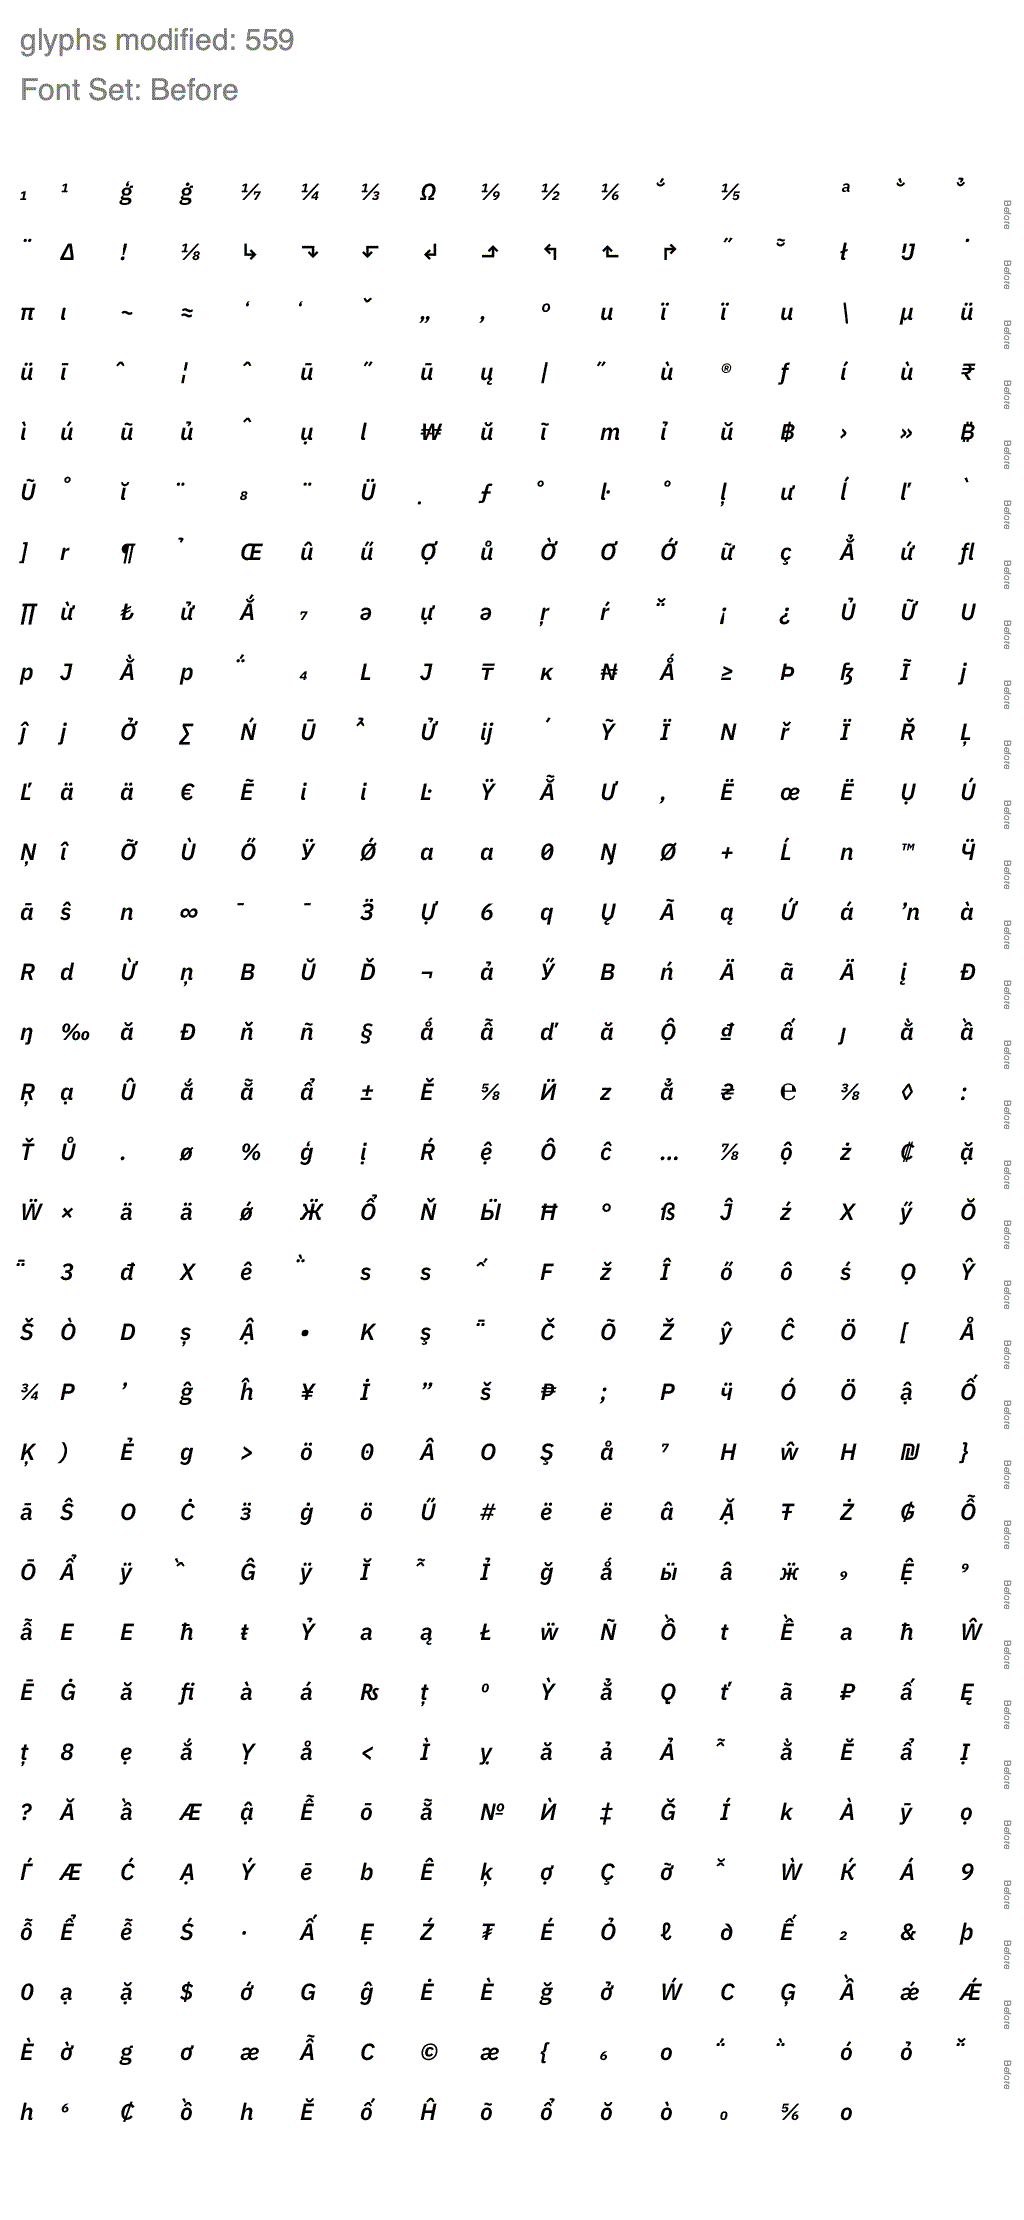 glyphs modified: 559
Font Set: Before
₁ ¹ ģ ġ ⅐ ¼ ⅓ Ω ⅑ ½ ⅙ ⅕ ª Before
¨ Δ ! ⅛ ↳ ↴ ↲ ↰ ↱ ˝ ł ˙ Before
π ι ~ ≈ ‘ ‘ ˇ „ , º u ï ï u \ µ ü Before
ü ī ˆ ¦ ˆ ū ˝ ū ų | ˝ ù ® f í ù ₹ Before
ì ú ũ ủ ˆ ụ l ₩ ŭ ĩ m ỉ ŭ ฿ › » ₿ Before
Ũ ˚ ĭ ¨ ₈ ¨ Ü . ƒ ˚ ŀ ˚ ļ ư ĺ ľ ` Before
] r ¶ Œ û ű Ợ ů Ờ Ơ Ớ ữ ç Ẳ ứ ﬂ Before
∏ ừ ₺ ử Ắ ₇ ə ự ə ŗ ŕ ¡ ¿ Ủ Ữ U Before
p J Ằ p ₄ L J ₸ κ ₦ Ǻ ≥ Þ Ĩ j Before
ĵ j Ở ∑ Ń Ū Ử ij ´ Ỹ Ï N ř Ï Ř Ļ Before
Ľ ä ä € Ẽ i i Ŀ Ÿ Ẵ Ư , Ë œ Ë Ụ Ú Before
Ņ î Ỡ Ù Ő Ӱ Ǿ a a 0 Ŋ Ø + Ĺ n ™ Ӵ Before
ā ŝ n ∞ ¯ ¯ Ӟ Ự 6 q Ų Ã ą Ứ á ŉ à Before
R d Ừ ņ B Ŭ Ď ¬ ả Ӳ B ń Ä ã Ä į Đ Before
ŋ ‰ ă Đ ň ñ § ǻ ẫ ď ă Ộ ₫ ấ ȷ ằ ầ Before
Ŗ ạ Û ắ ẵ ẩ ± Ě ⅝ Ӥ z ẳ ₴ ℮ ⅜ ◊ : Before
Ť Ů . ø % ģ ị Ŕ ệ Ô ĉ … ⅞ ộ ż ₡ ặ Before
Ẅ × ä ä ǿ Ӝ Ổ Ň Ӹ Ħ ° ß Ĵ ź X ӳ Ŏ Before
3 đ X ê s s F ž Î ő ô ś Ọ Ŷ Before
Š Ò D ș Ậ • K ş Č Õ Ž ŷ Ĉ Ö [ Å Before
¾ P ’ ĝ ĥ ¥ İ ” š ₱ ; P ӵ Ó Ö ậ Ố Before
Ķ ) Ẻ g > ö 0 Â O Ş å ⁷ H ŵ H ₪ } Before
ā Ŝ O Ċ ӟ ġ ö Ű # ë ë â Ặ Ŧ Ż ₲ Ỗ Before
Ō Ẩ ÿ Ĝ ÿ Ĭ Ỉ ğ ǻ ӹ â ӝ ₉ Ệ ⁹ Before
ẫ E E ħ ŧ Ỷ a ą Ł ẅ Ñ Ồ t Ề a ħ Ŵ Before
Ē Ġ ă ﬁ à á ₨ ț ⁰ Ỳ ẳ Q ť ã ₽ ấ Ę Before
ț 8 ẹ ắ Ỵ å < Ì ỵ ă ả Ả ằ Ӗ ẩ Ị Before
? Ă ầ Æ ậ Ễ ō ẵ № Ѝ ‡ Ğ Í k À ȳ ọ Before
Ѓ Æ Ć Ạ Ý ē b Ê ķ ợ Ç ỡ Ẁ Ќ Á 9 Before
ỗ Ể ễ Ś · Ấ Ẹ Ź ₮ É Ỏ ℓ ∂ Ế ₂ & þ Before
0 ạ ặ $ ớ G ĝ Ė È ğ ở Ẃ C Ģ Ầ ǽ Ǽ Before
È ờ g ơ æ Ẫ C © æ { ₆ o ó ỏ Before
h ⁶ ₵ ồ h Ӗ ố Ĥ õ ổ ŏ ò ₀ ⅚ o